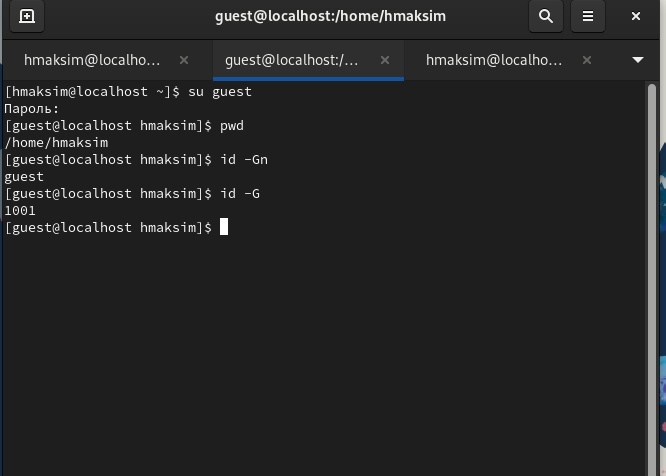 guest@localhost:/home/hmaksim
hmaksim@localho...
guest@localhost:/...
hmaksim@localho...
[hmaksim@localhost ~]$ su guest
Пароль:
[guest@localhost hmaksim]$ pwd
/home/hmaksim
[guest@localhost hmaksim]$ id -Gn
guest
[guest@localhost hmaksim]$ id -G
1001
[guest@localhost hmaksim]$